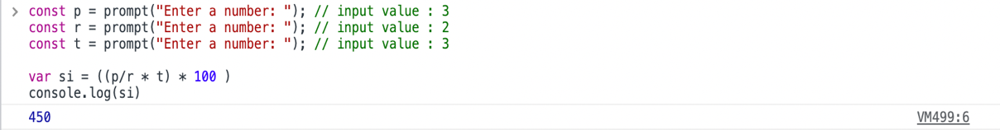 const p = prompt("Enter a number: "); // input value : 3
const r = prompt("Enter a number: "); // input value : 2
const t = prompt("Enter a number: "); // input value : 3
var si = ((p/r * t) * 100 )
console.log(si)
450 VM499:6